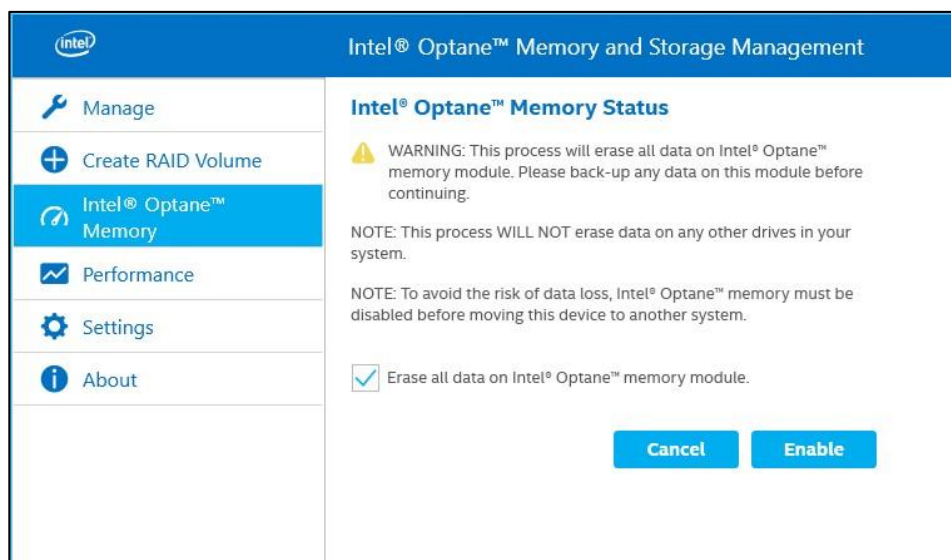 intel
Intel® Optane™ Memory and Storage Management
Manage
Create RAID Volume
Intel® Optane™
Memory
Performance
Settings
About
Intel® Optane™ Memory Status
WARNING: This process will erase all data on Intel® Optane™
memory module. Please back-up any data on this module before
continuing.
NOTE: This process WILL NOT erase data on any other drives in your
system.
NOTE: To avoid the risk of data loss, Intel® Optane™ memory must be
disabled before moving this device to another system.
Erase all data on Intel® Optane™ memory module.
Cancel
Enable